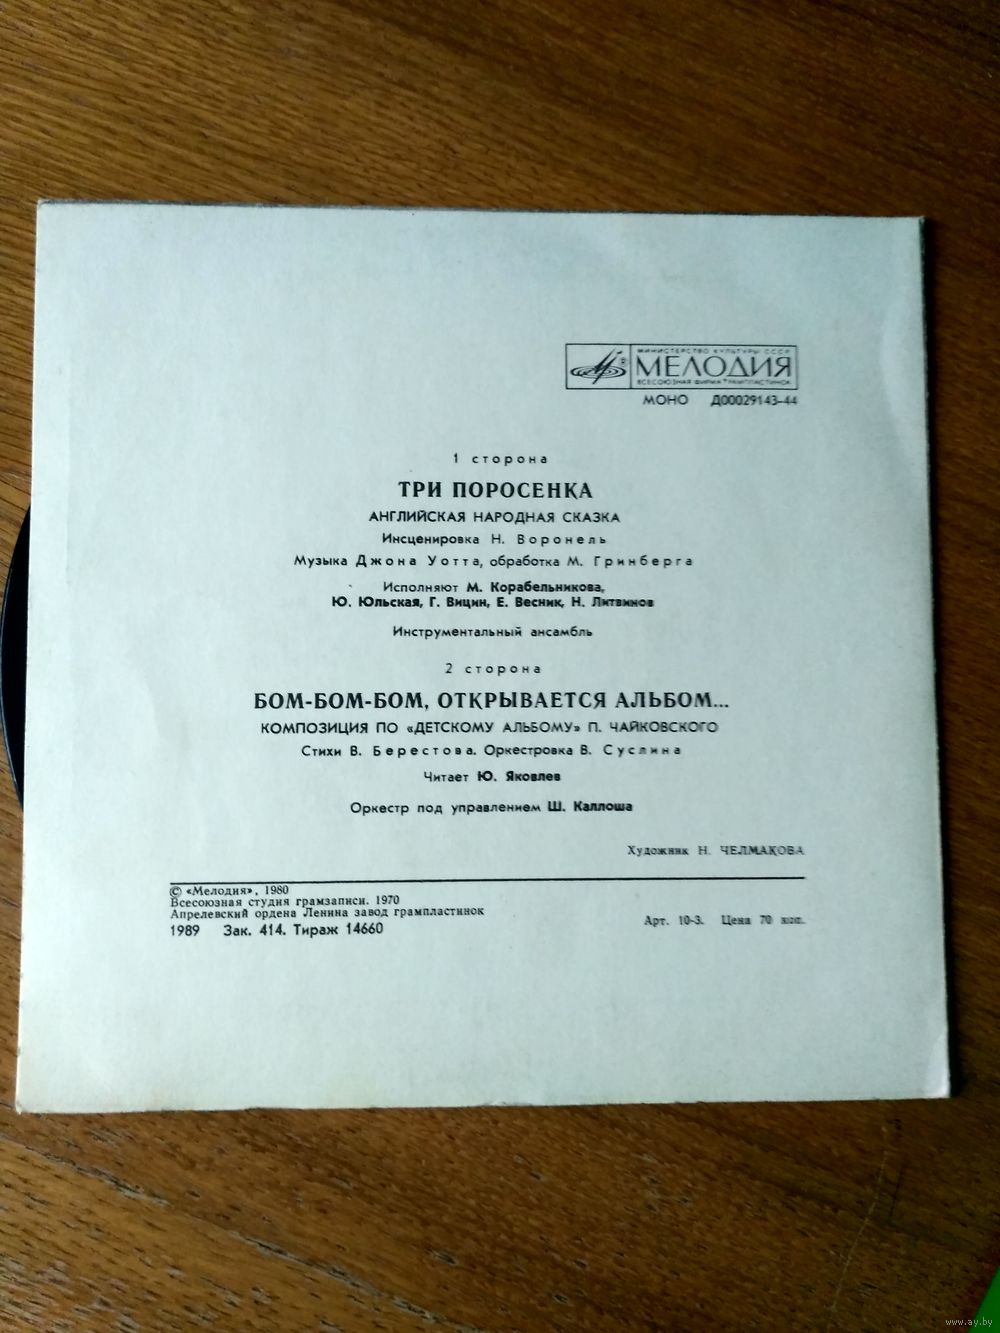 МИНИСТЕРСТВО КУЛЬТУРЫ СССР
МЕЛОДИЯ
ВСЕСОЮЗНАЯ ФИРМА ГРАМПЛАСТИНОК
МОНО Д00029143-44
1 сторона
ТРИ ПОРОСЕНКА
АНГЛИЙСКАЯ НАРОДНАЯ СКАЗКА
Инсценировка Н. Воронель
Музыка Джона Уотта, обработка М. Гринберга
Исполняют М. Корабельникова,
Ю. Юльская, Г. Вицин, Е. Весник, Н. Литвинов
Инструментальный ансамбль
2 сторона
БОМ-БОМ-БОМ, ОТКРЫВАЕТСЯ АЛЬБОМ...
КОМПОЗИЦИЯ ПО «ДЕТСКОМУ АЛЬБОМУ» П. ЧАЙКОВСКОГО
Стихи В. Берестова. Оркестровка В. Суслина
Читает Ю. Яковлев
Оркестр под управлением Ш. Каллоша
Художник Н. ЧЕЛМАКОВА
© «Мелодия», 1980
Всесоюзная студия грамзаписи. 1970
Апрелевский ордена Ленина завод грампластинок
1989 Зак. 414. Тираж 14660
Арт. 10-3. Цена 70 коп.
www.ay.by